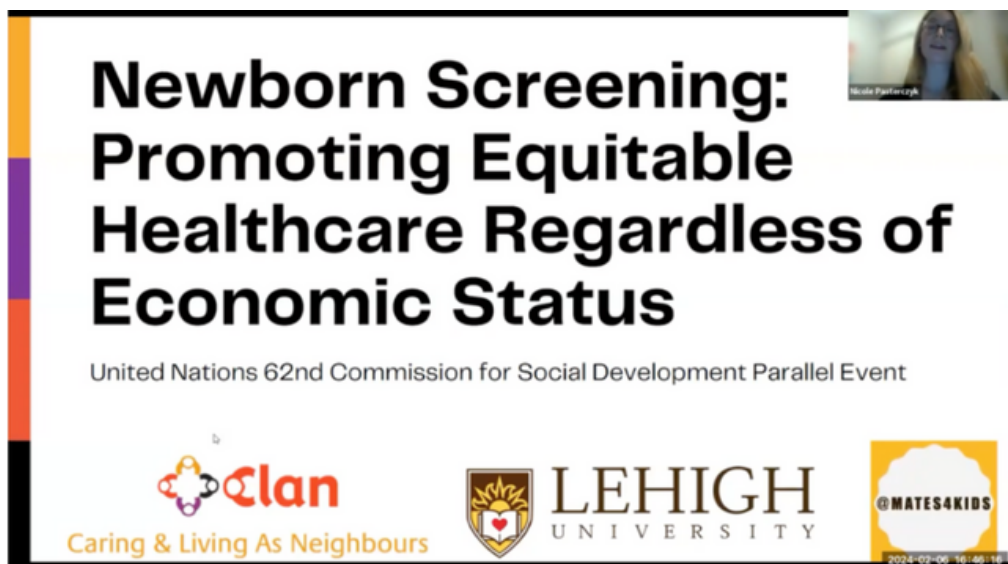 Newborn Screening:
Promoting Equitable
Healthcare Regardless of
Economic Status
United Nations 62nd Commission for Social Development Parallel Event
Nicole Pasterczyk
Clan
Caring & Living As Neighbours
LEHIGH
UNIVERSITY
@MATES4KIDS
2024-02-06 16:46:16